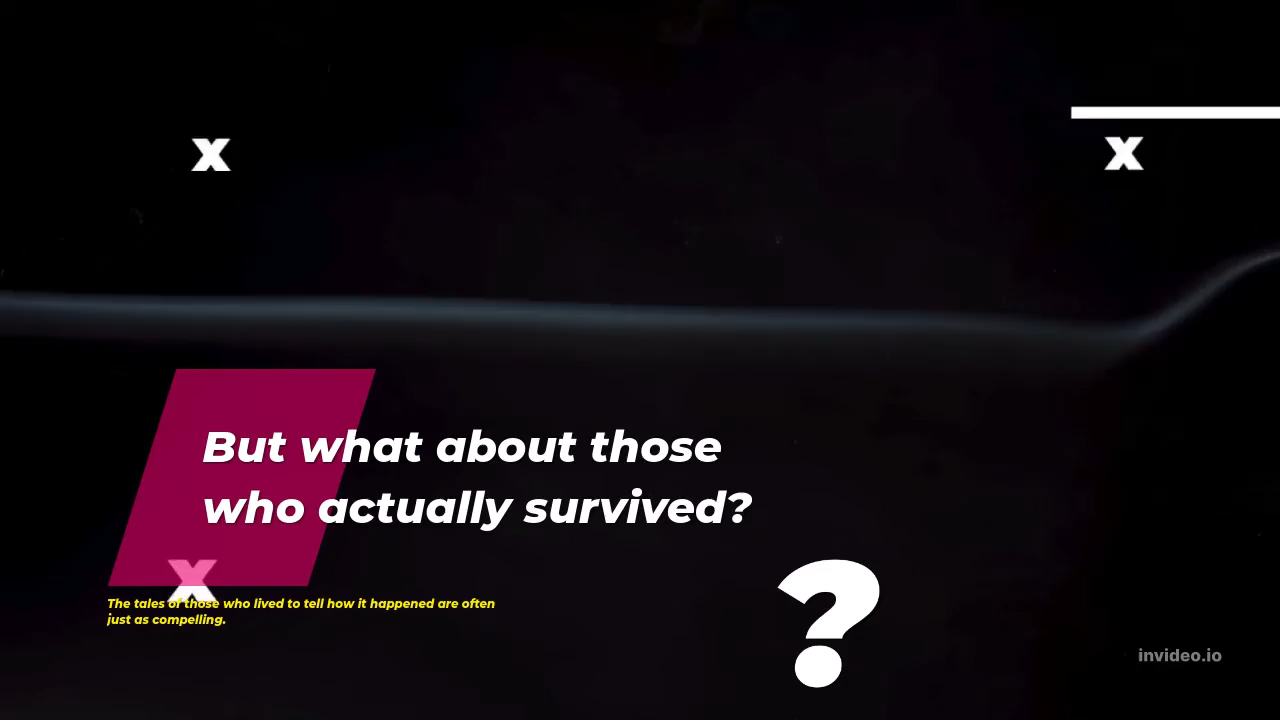 x
x
But what about those
who actually survived?
x
The tales of those who lived to tell how it happened are often
just as compelling.
?
invideo.io